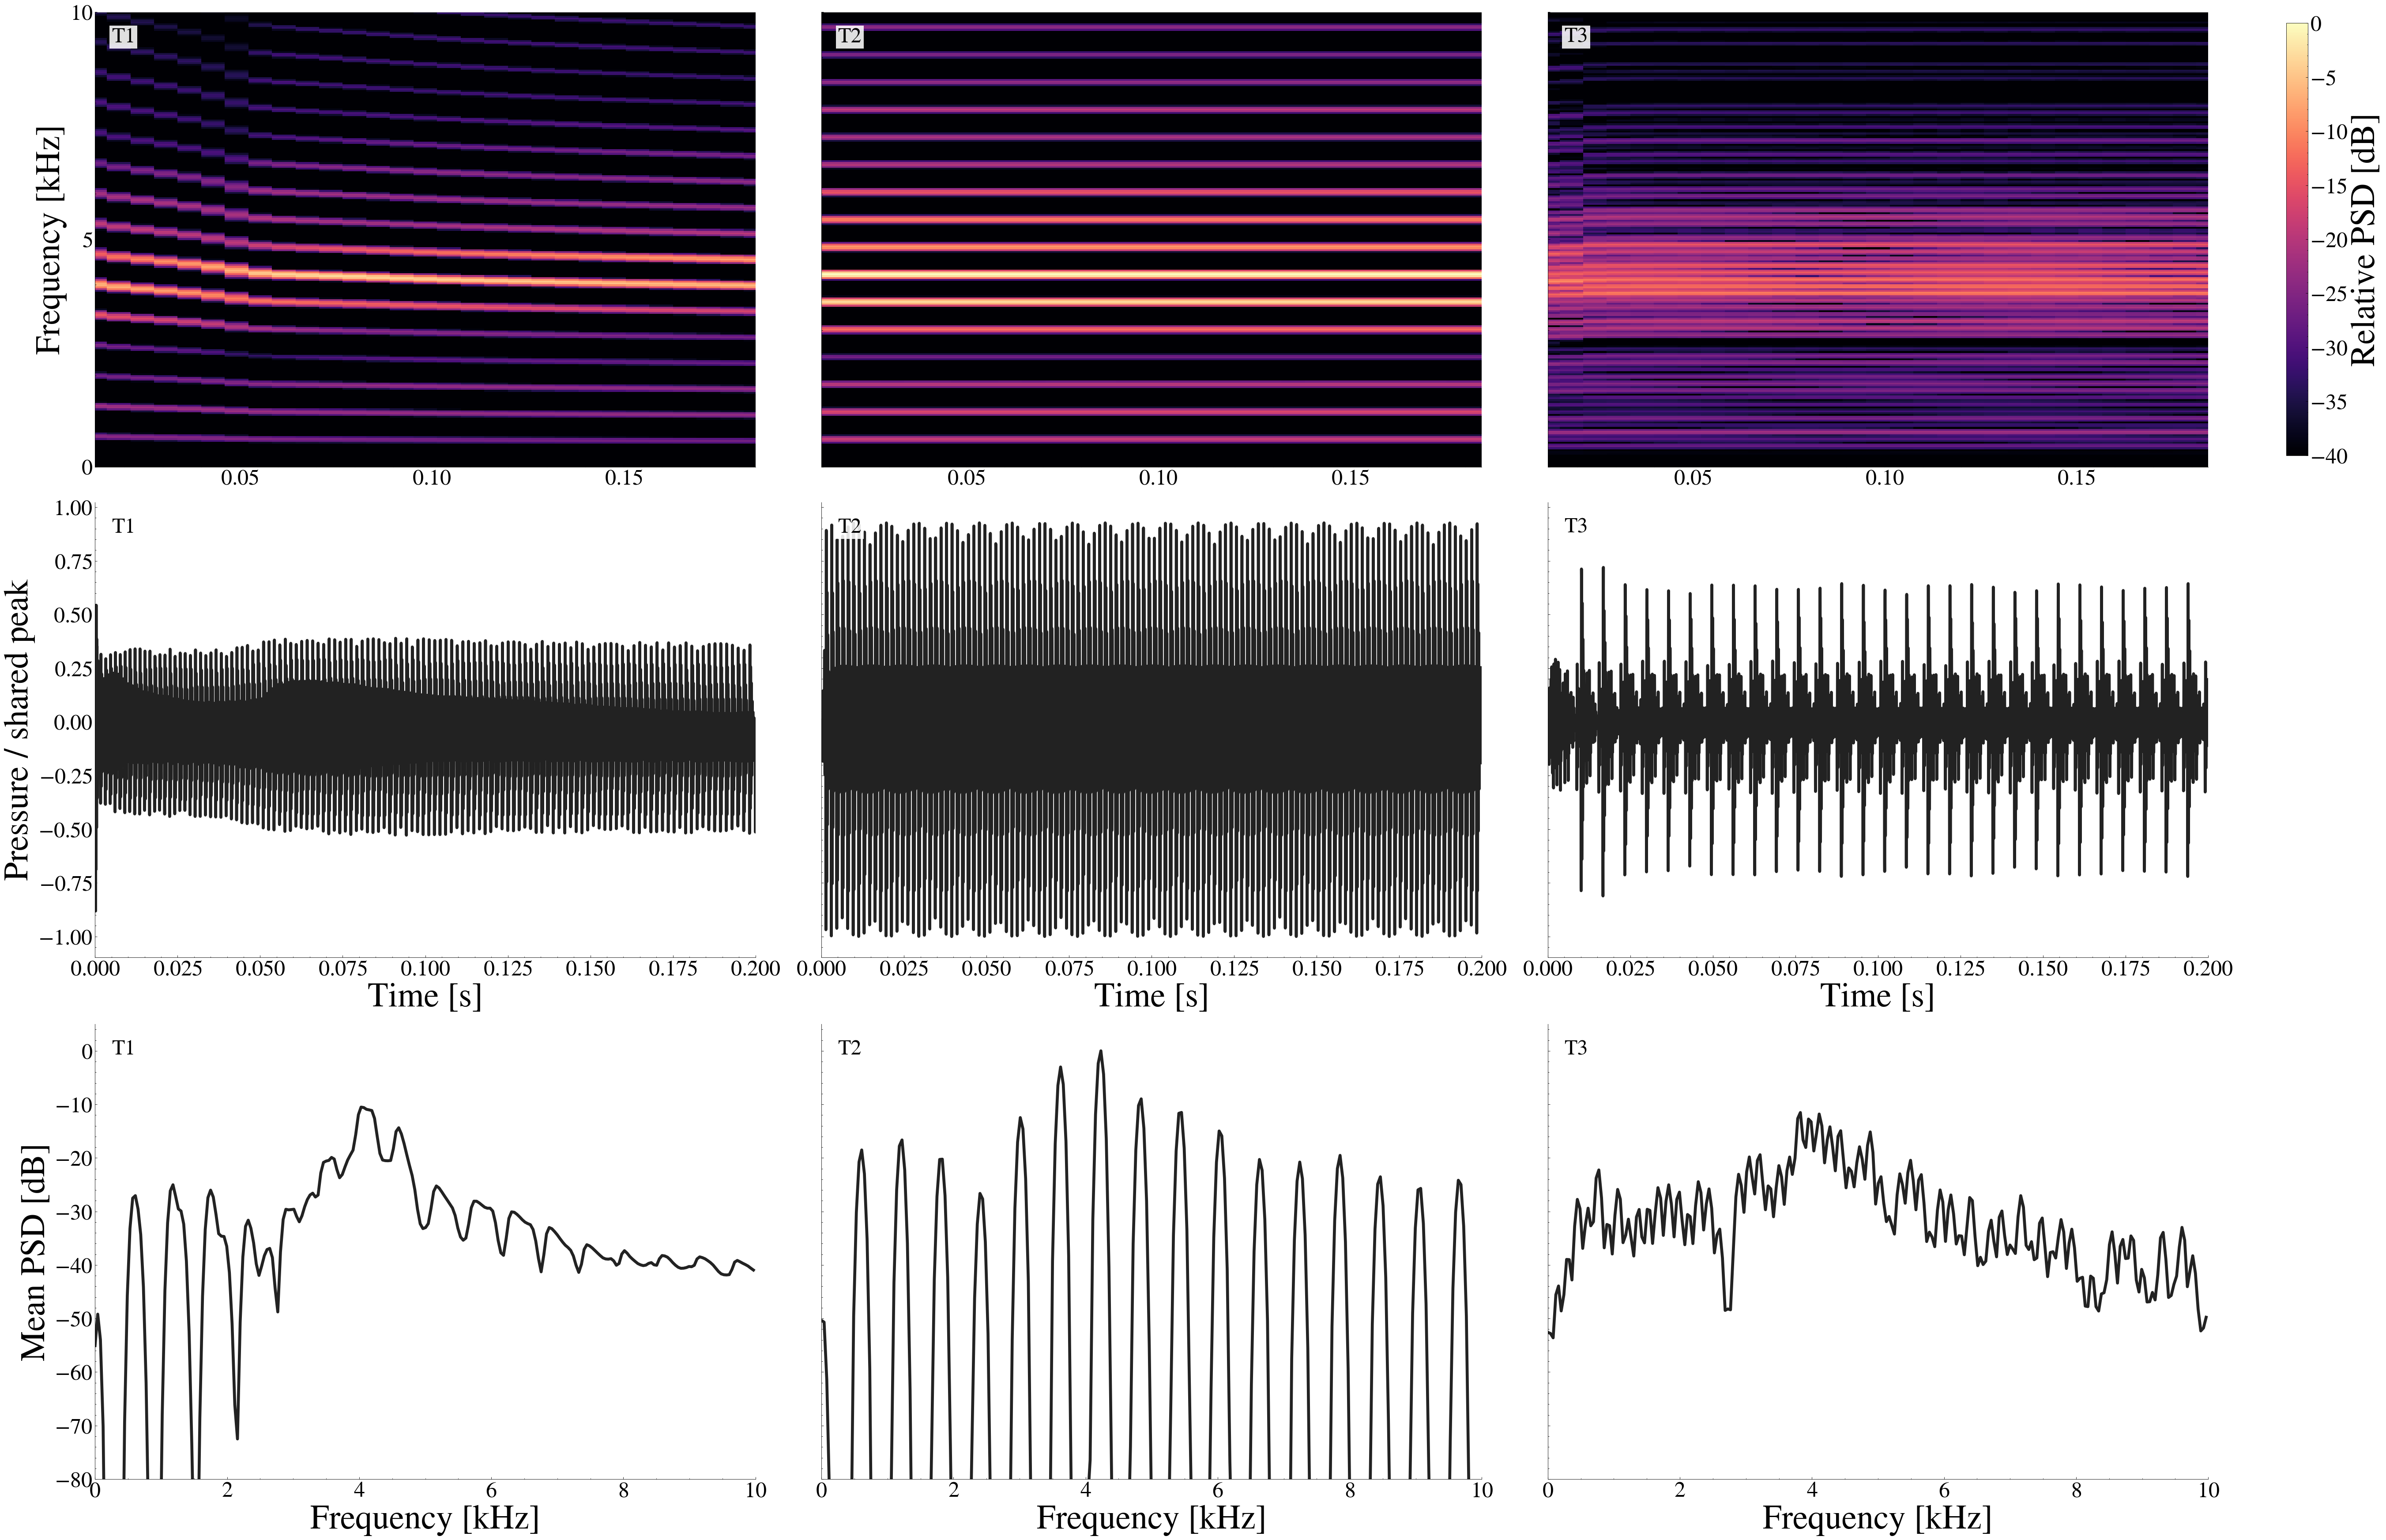 10
5
0
Frequency [kHz]
T1
0.05
0.10
0.15
T2
0.05
0.10
0.15
T3
0.05
0.10
0.15
0
−5
−10
−15
−20
−25
−30
−35
−40
Relative PSD [dB]
1.00
0.75
0.50
0.25
0.00
−0.25
−0.50
−0.75
−1.00
Pressure / shared peak
T1
0.000 0.025 0.050 0.075 0.100 0.125 0.150 0.175 0.200
Time [s]
T2
0.000 0.025 0.050 0.075 0.100 0.125 0.150 0.175 0.200
Time [s]
T3
0.000 0.025 0.050 0.075 0.100 0.125 0.150 0.175 0.200
Time [s]
0
−10
−20
−30
−40
−50
−60
−70
−80
Mean PSD [dB]
T1
0 2 4 6 8 10
Frequency [kHz]
T2
0 2 4 6 8 10
Frequency [kHz]
T3
0 2 4 6 8 10
Frequency [kHz]